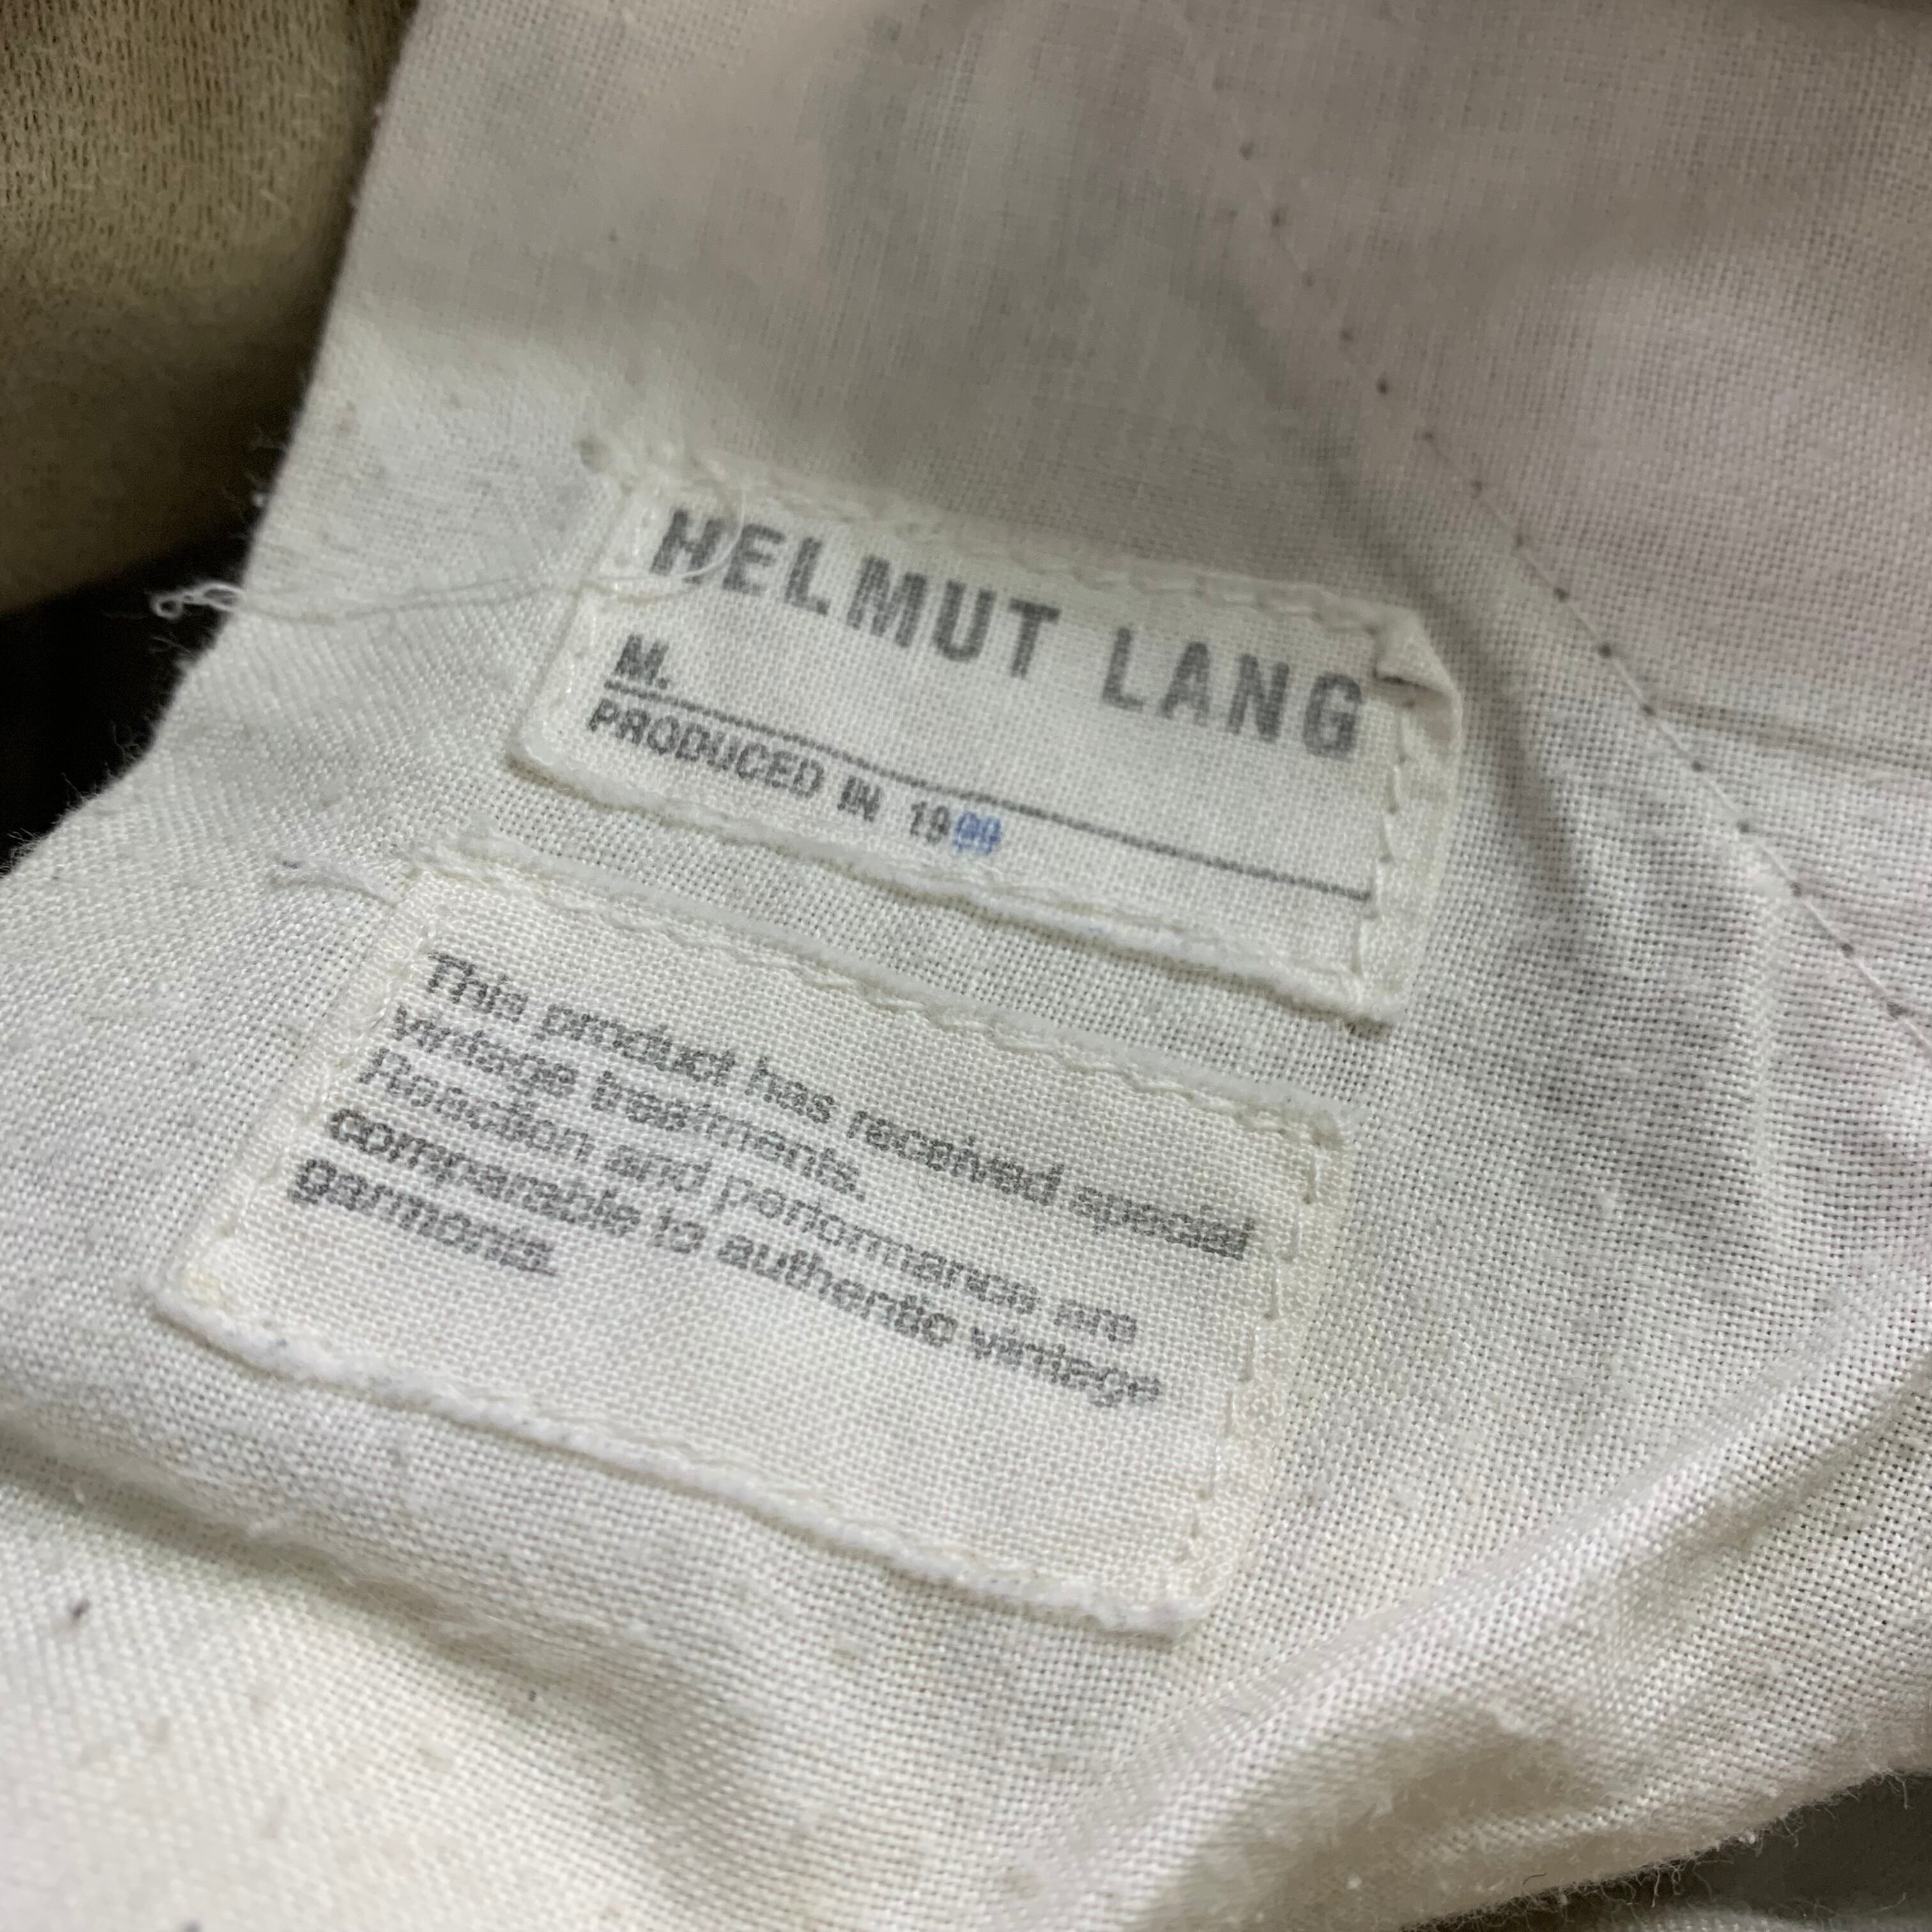 HELMUT LANG
M.
PRODUCED IN 1999
This product has received special
vintage treatments.
Reaction and performance are
comparable to authentic vintage
garments.